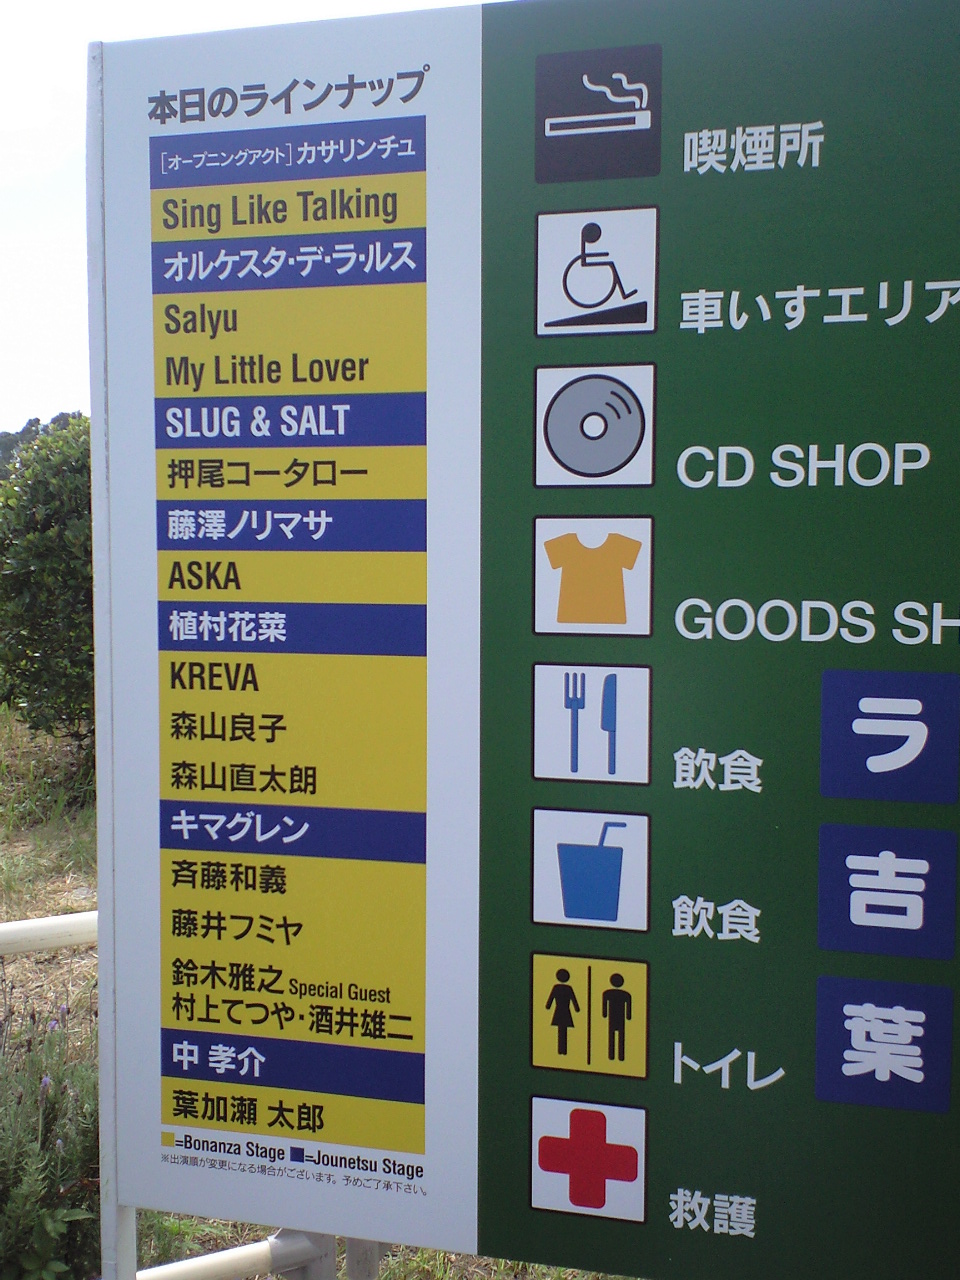 本日のラインナップ
[オープニングアクト]カサリンチュ
Sing Like Talking
オルケスタ・デ・ラ・ルス
Salyu
My Little Lover
SLUG & SALT
押尾コータロー
藤澤ノリマサ
ASKA
植村花菜
KREVA
森山良子
森山直太朗
キマグレン
斉藤和義
藤井フミヤ
鈴木雅之 Special Guest
村上てつや・酒井雄二
中 孝介
葉加瀬 太郎
=Bonanza Stage =Jounetsu Stage
※出演順が変更になる場合がございます。予めご了承下さい。
喫煙所
車いすエリア
CD SHOP
GOODS SH
飲食
飲食
トイレ
救護
ラ
吉
葉